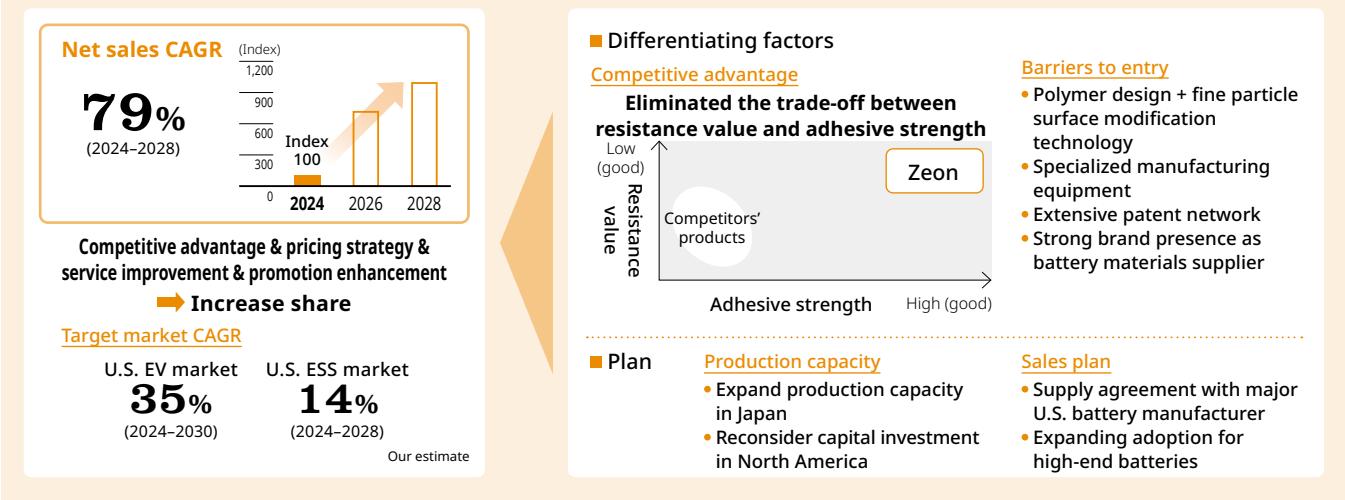 Net sales CAGR
79%
(2024–2028)
(Index)
1,200
900
600
300
0
Index
100
2024
2026
2028
Competitive advantage & pricing strategy &
service improvement & promotion enhancement
Increase share
Target market CAGR
U.S. EV market
35%
(2024–2030)
U.S. ESS market
14%
(2024–2028)
Our estimate
Differentiating factors
Competitive advantage
Eliminated the trade-off between
resistance value and adhesive strength
Low
(good)
Resistance
value
Zeon
Competitors’
products
Adhesive strength
High (good)
Barriers to entry
• Polymer design + fine particle
surface modification
technology
• Specialized manufacturing
equipment
• Extensive patent network
• Strong brand presence as
battery materials supplier
Plan
Production capacity
• Expand production capacity
in Japan
• Reconsider capital investment
in North America
Sales plan
• Supply agreement with major
U.S. battery manufacturer
• Expanding adoption for
high-end batteries